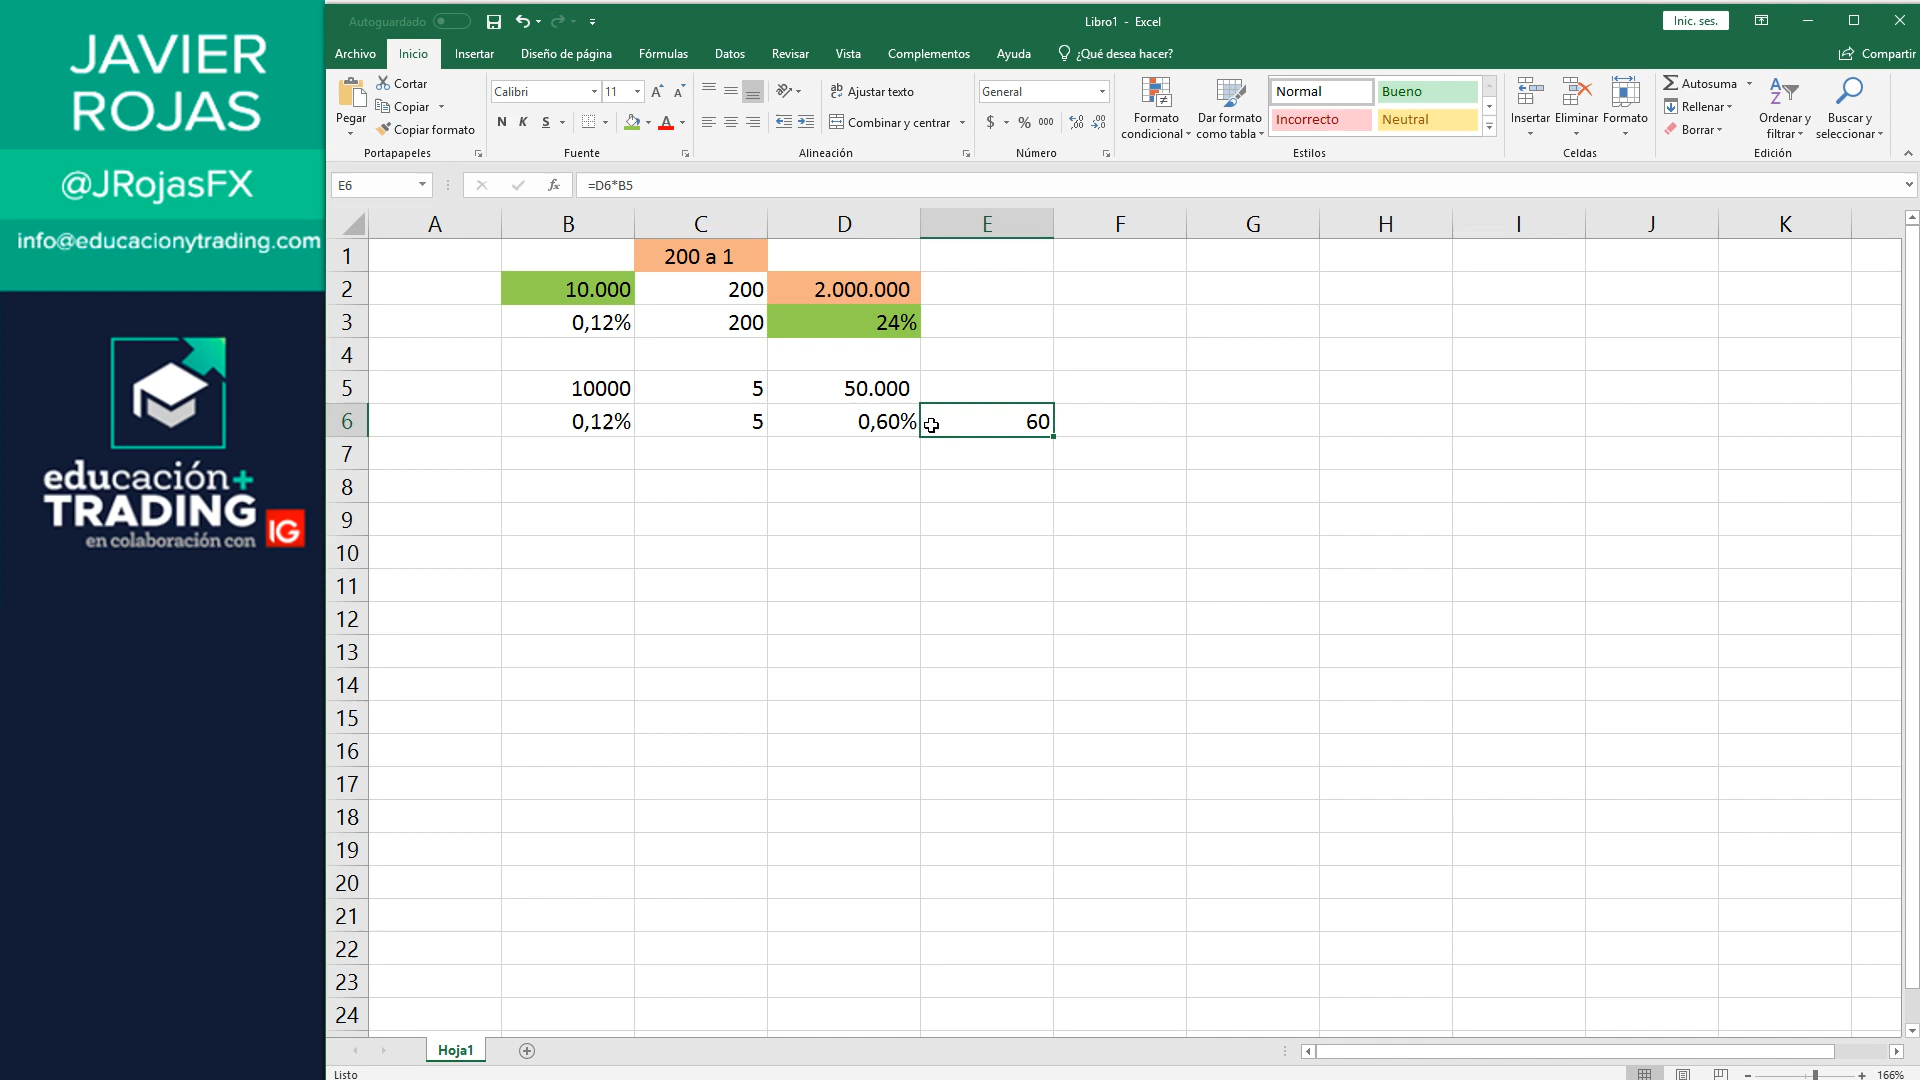 JAVIER
ROJAS
@JRojasFX
info@educacionytrading.com
educación+
TRADING
IG
en colaboración con
Autoguardado
Libro1 - Excel
Inic. ses.
Archivo Inicio Insertar Diseño de página Fórmulas Datos Revisar Vista Complementos Ayuda ¿Qué desea hacer? Compartir
Pegar
Cortar
Copiar
Copiar formato
Portapapeles
Calibri 11
N K S
Fuente
Ajustar texto
Combinar y centrar
Alineación
General
$ % 000
Número
Formato condicional
Dar formato como tabla
Normal Bueno
Incorrecto Neutral
Estilos
Insertar Eliminar Formato
Celdas
Autosuma
Rellenar
Borrar
Ordenar y filtrar
Buscar y seleccionar
Edición
E6 fx =D6*B5
A B C D E F G H I J K
1 200 a 1
2 10.000 200 2.000.000
3 0,12% 200 24%
4
5 10000 5 50.000
6 0,12% 5 0,60% 60
7
8
9
10
11
12
13
14
15
16
17
18
19
20
21
22
23
24
Hoja1
Listo
166%